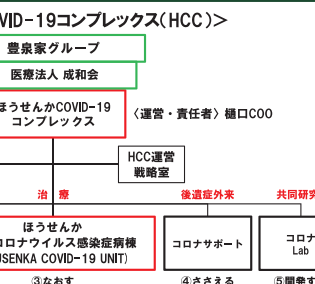 VID-19コンプレックス(HCC)＞
豊泉家グループ
医療法人 成和会
ほうせんかCOVID-19
コンプレックス
〈運営・責任者〉樋口COO
HCC運営
戦略室
治 療
後遺症外来
共同研究
ほうせんか
コロナウイルス感染症病棟
USENKA COVID-19 UNIT)
コロナサポート
コロナ
Lab
③なおす
④ささえる
⑤開発す